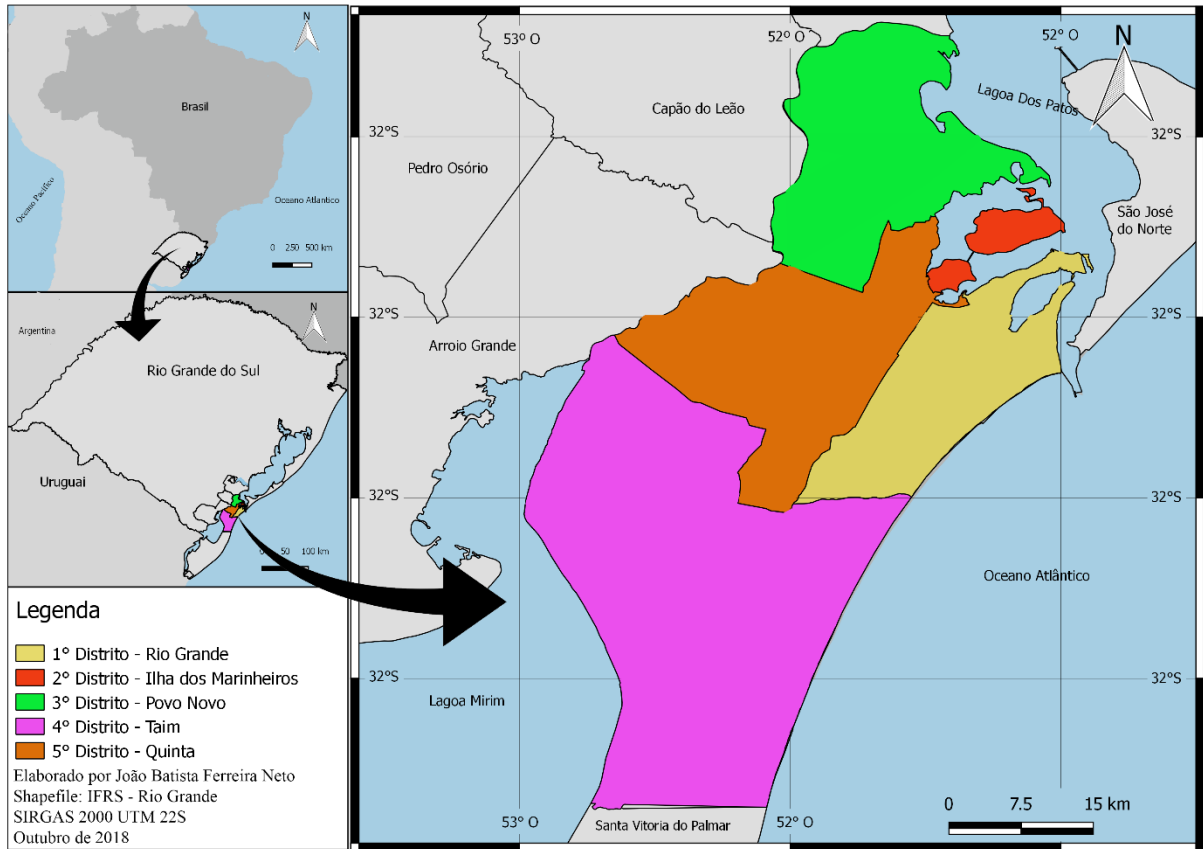 N
Brasil
Oceano Pacífico
Oceano Atlantico
0 250 500 km
Argentina
N
Rio Grande do Sul
Uruguai
50 100 km
Legenda
1° Distrito - Rio Grande
2° Distrito - Ilha dos Marinheiros
3° Distrito - Povo Novo
4° Distrito - Taim
5° Distrito - Quinta
Elaborado por João Batista Ferreira Neto
Shapefile: IFRS - Rio Grande
SIRGAS 2000 UTM 22S
Outubro de 2018
53° O
52° O
52° O
N
Lagoa Dos Patos
Capão do Leão
32°S
32°S
Pedro Osório
São José
do Norte
32°S
32°S
Arroio Grande
32°S
32°S
Oceano Atlântico
32°S
32°S
Lagoa Mirim
0 7.5 15 km
Santa Vitoria do Palmar
53° O
52° O